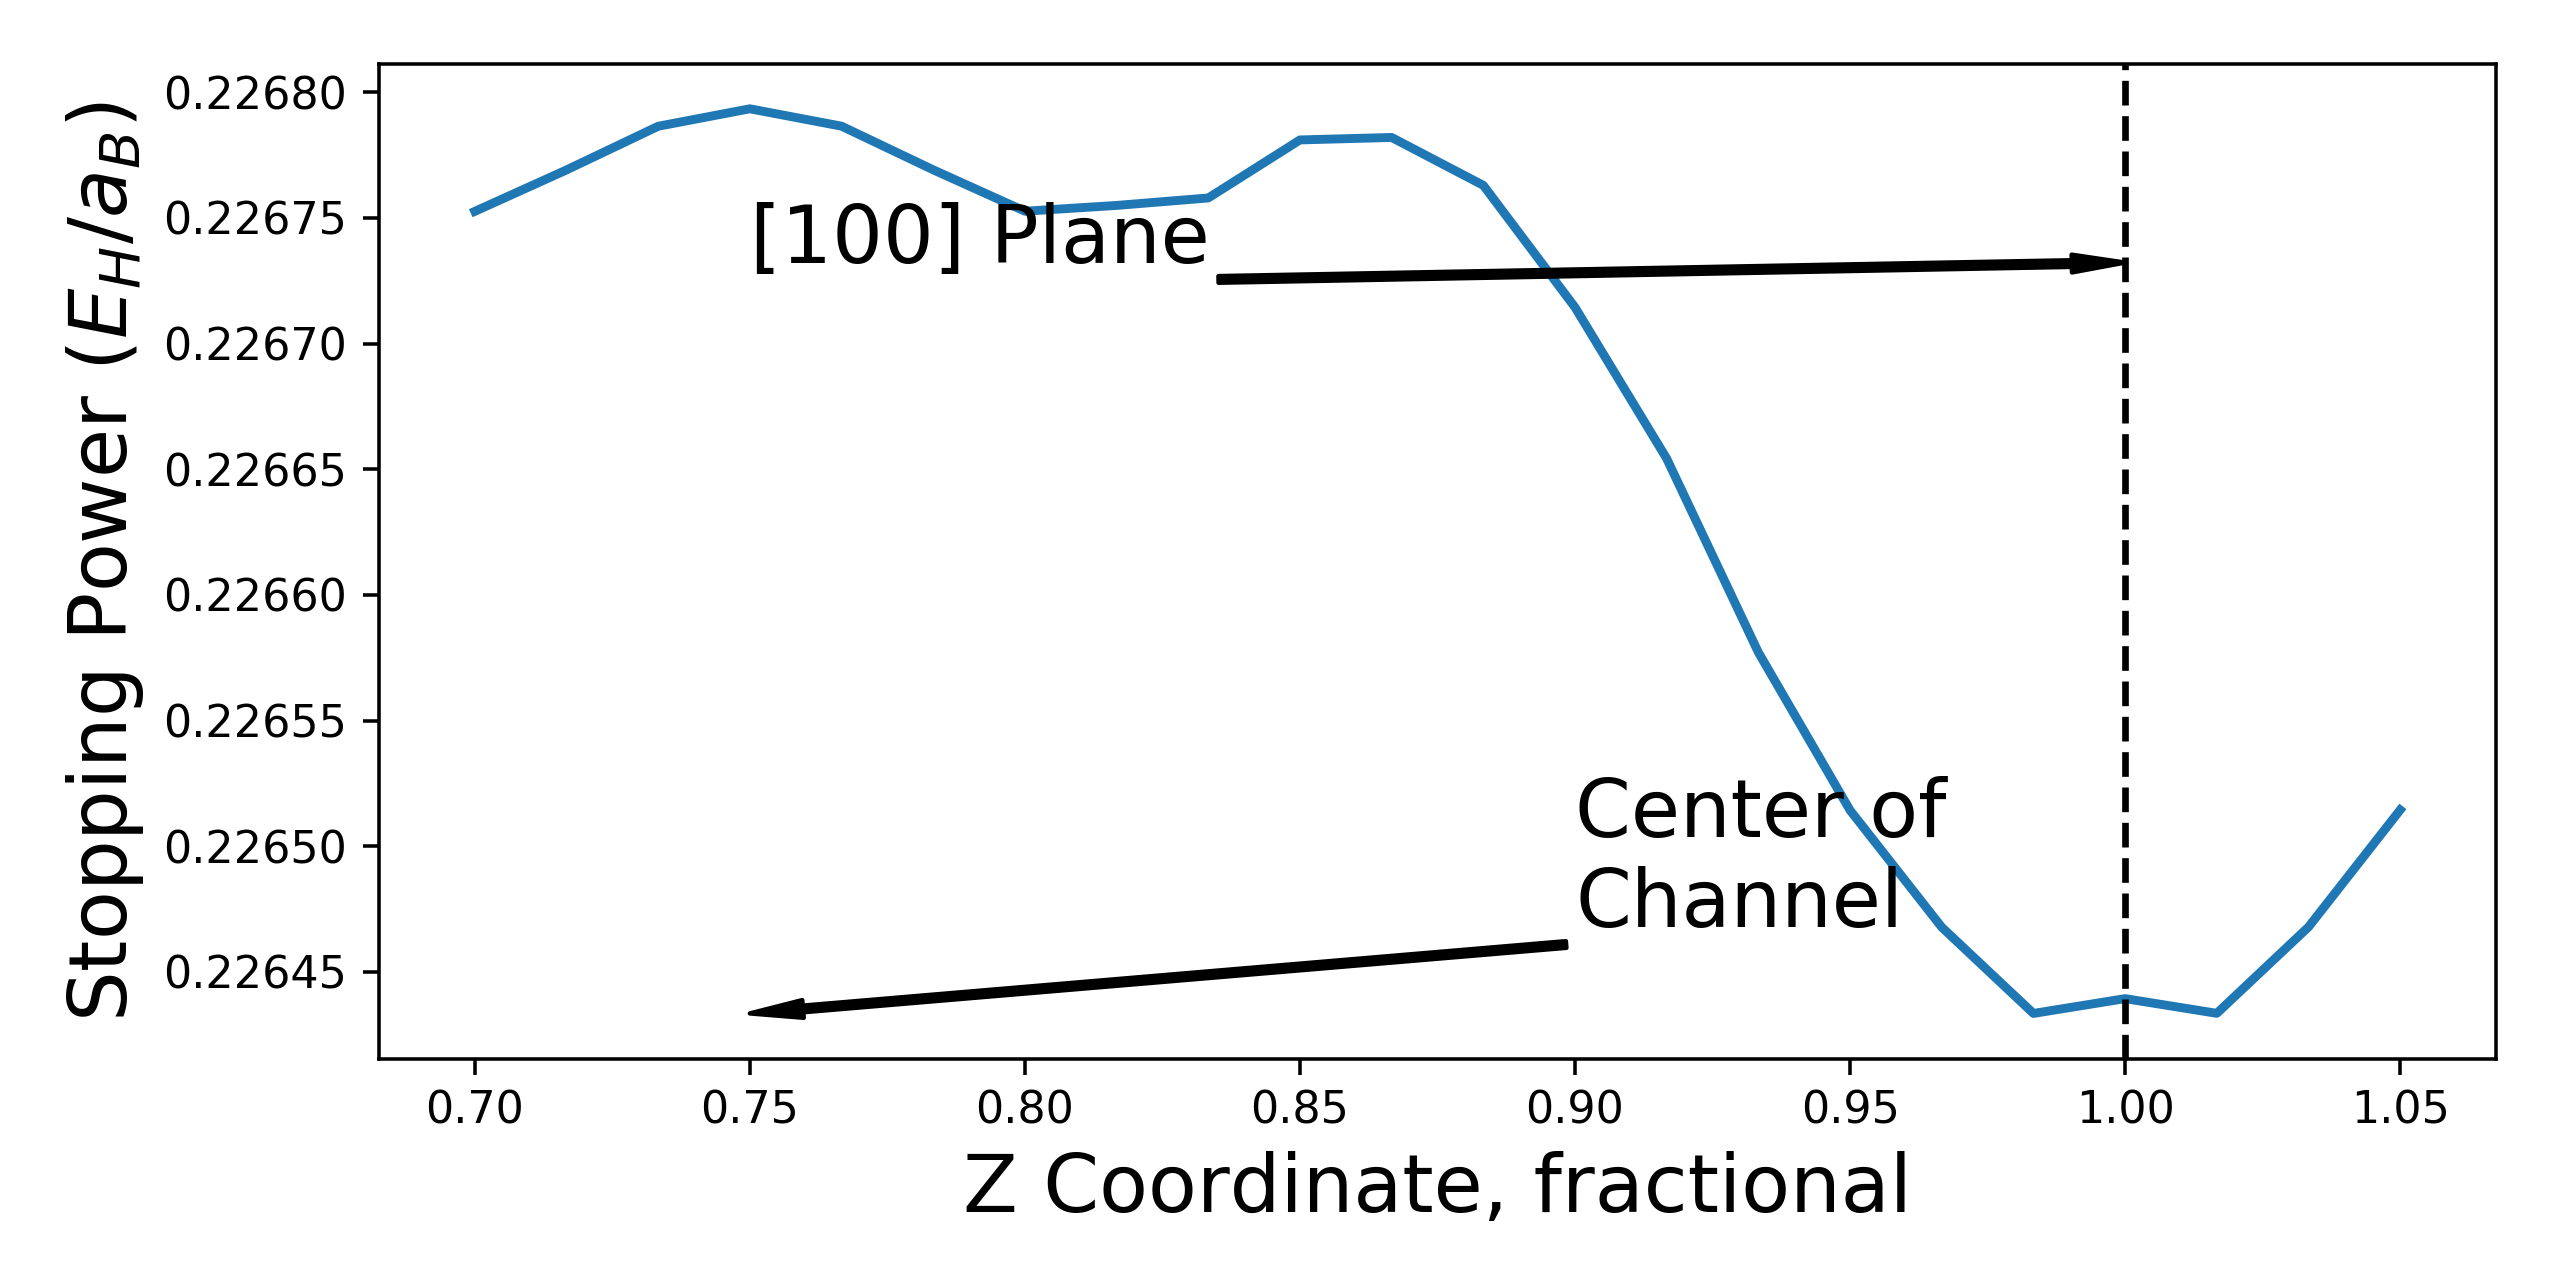 Stopping Power (E_H/a_B)
0.22680
0.22675
0.22670
0.22665
0.22660
0.22655
0.22650
0.22645
[100] Plane
Center of
Channel
0.70 0.75 0.80 0.85 0.90 0.95 1.00 1.05
Z Coordinate, fractional